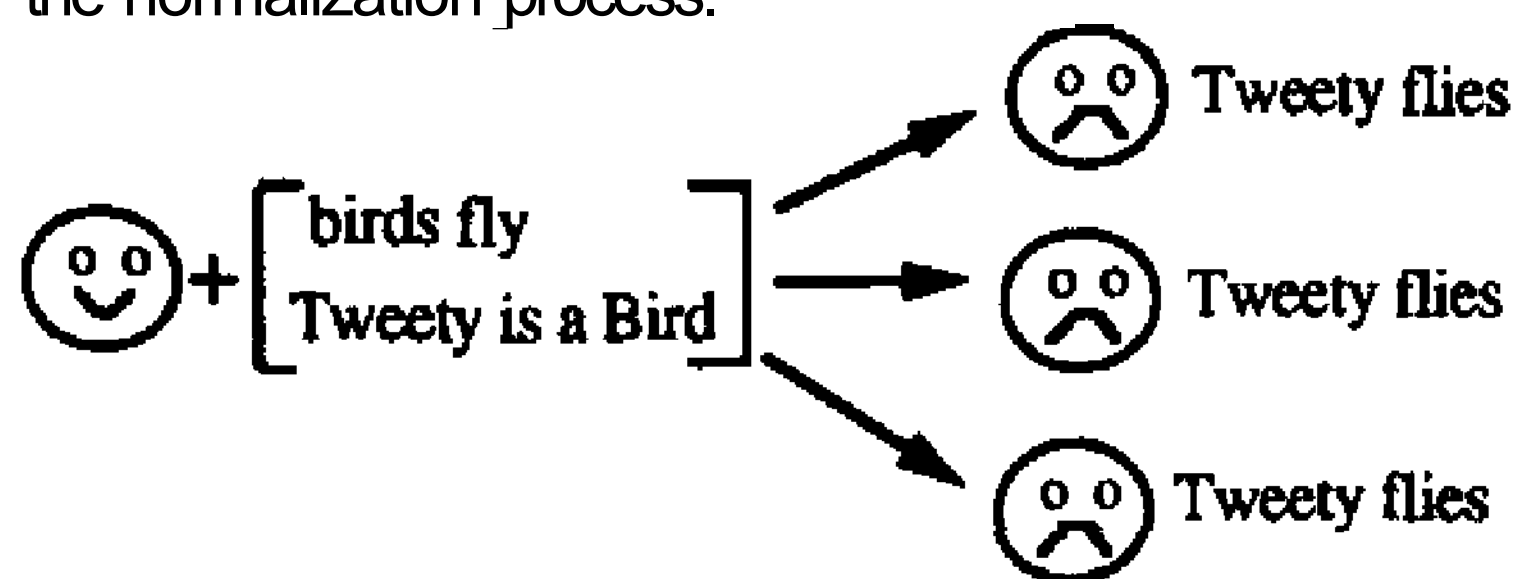 the normalization process.
Tweety flies
birds fly
Tweety is a Bird
Tweety flies
Tweety flies